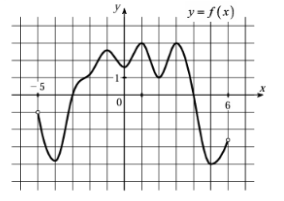 y y = f(x)
-5 1 x
0 6